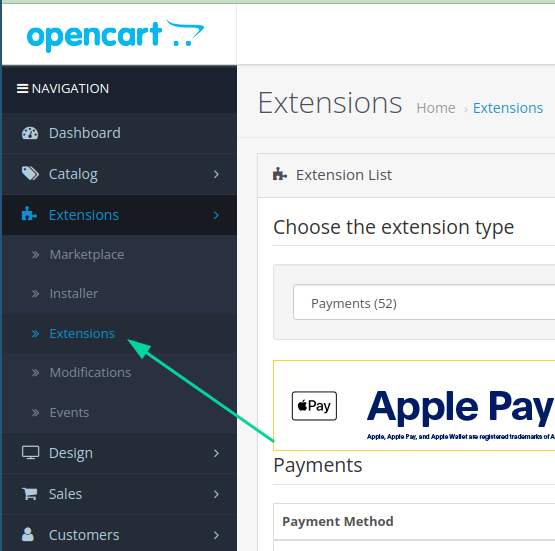 opencart
NAVIGATION
Dashboard
Catalog
Extensions
Marketplace
Installer
Extensions
Modifications
Events
Design
Sales
Customers
Extensions
Home › Extensions
Extension List
Choose the extension type
Payments (52)
Pay
Apple Pay
Apple, Apple Pay, and Apple Wallet are registered trademarks of A
Payments
Payment Method